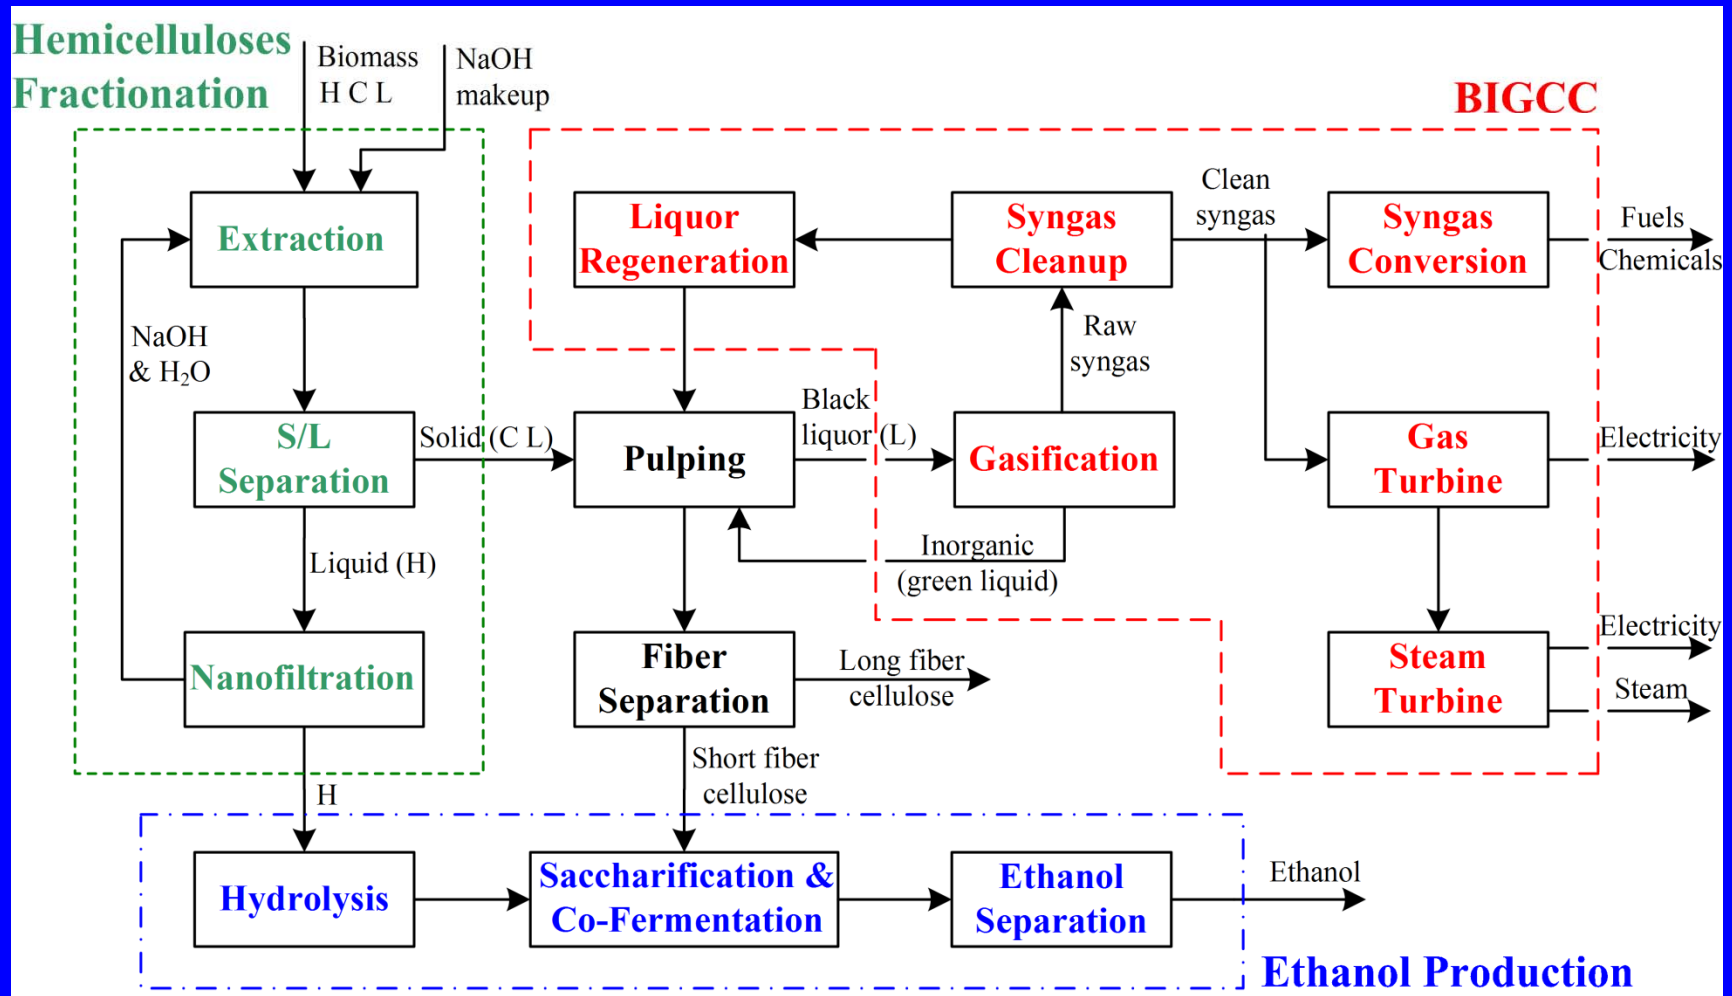 Hemicelluloses
Fractionation
Biomass
H C L
NaOH
makeup
BIGCC
Extraction
Liquor
Regeneration
Syngas
Cleanup
Clean
syngas
Syngas
Conversion
Fuels
Chemicals
NaOH
& H₂O
Raw
syngas
S/L
Separation
Solid (C L)
Pulping
Black
liquor (L)
Gasification
Gas
Turbine
Electricity
Liquid (H)
Inorganic
(green liquid)
Nanofiltration
Fiber
Separation
Long fiber
cellulose
Steam
Turbine
Electricity
Steam
H
Short fiber
cellulose
Hydrolysis
Saccharification &
Co-Fermentation
Ethanol
Separation
Ethanol
Ethanol Production